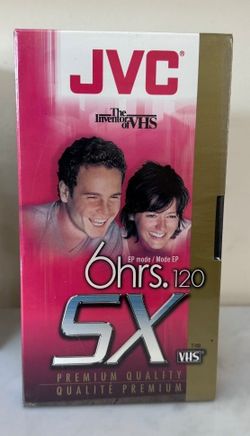 JVC®
The
Inventor
of VHS
EP mode / Mode EP
6hrs. 120
SX
VHS
PREMIUM QUALITY
QUALITÉ PREMIUM